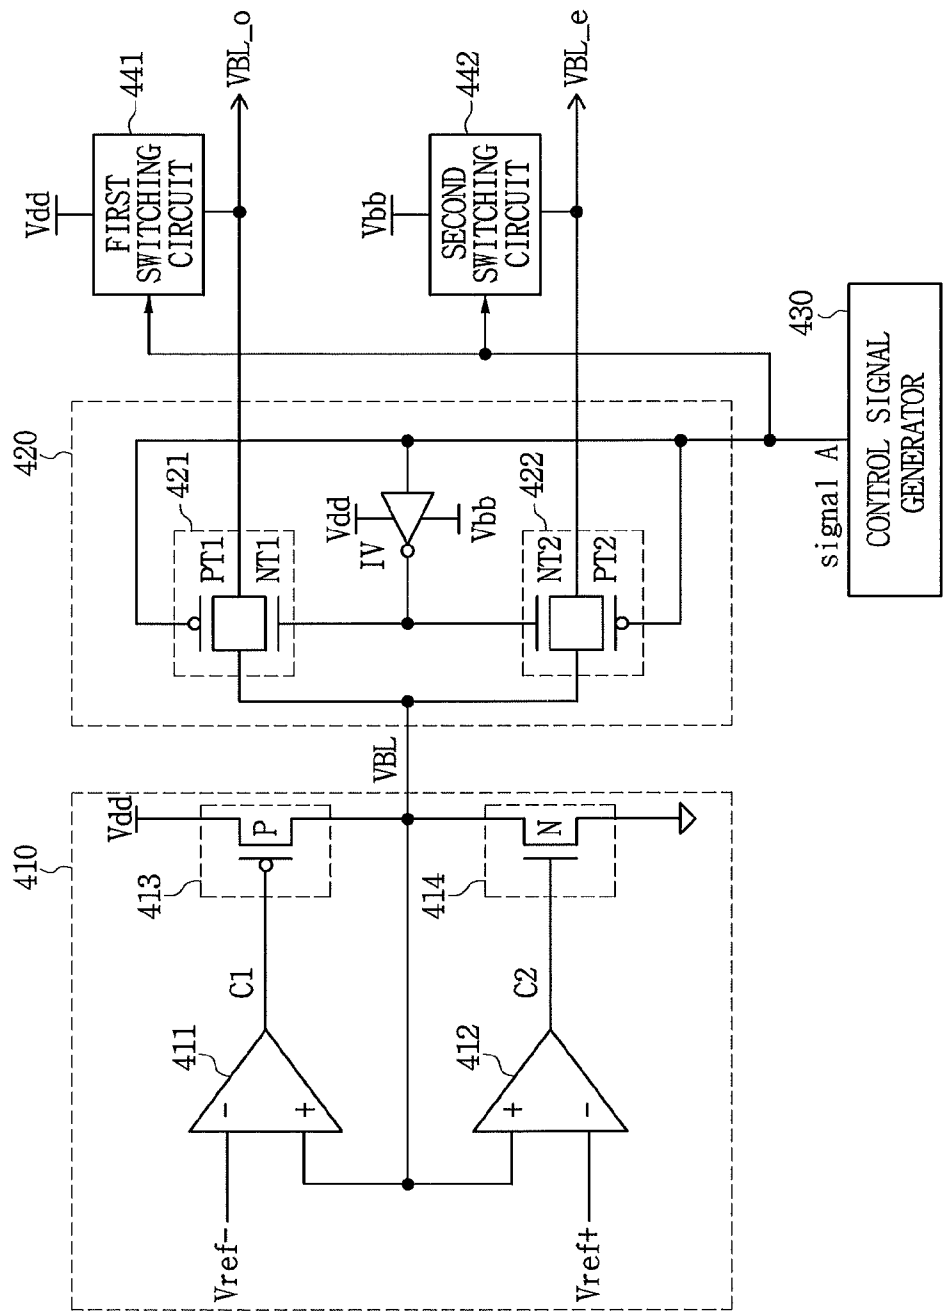 410
Vref-
Vref+
411
-
+
412
+
-
C1
C2
413
414
Vdd
P
N
VBL
420
421
PT1
NT1
Vdd
IV
Vbb
422
NT2
PT2
signal A
430
CONTROL SIGNAL
GENERATOR
Vdd
441
FIRST
SWITCHING
CIRCUIT
VBL_o
Vbb
442
SECOND
SWITCHING
CIRCUIT
VBL_e